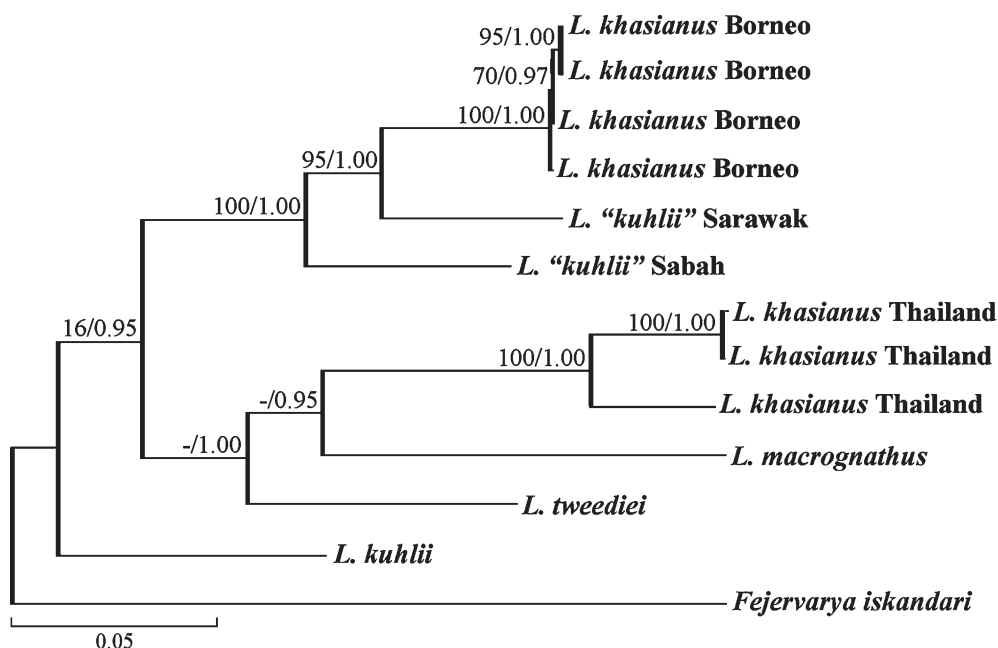 L. khasianus Borneo
95/1.00
L. khasianus Borneo
70/0.97
100/1.00
L. khasianus Borneo
95/1.00
L. khasianus Borneo
100/1.00
L. “kuhlii” Sarawak
L. “kuhlii” Sabah
16/0.95
L. khasianus Thailand
100/1.00
L. khasianus Thailand
100/1.00
L. khasianus Thailand
-/0.95
-/1.00
L. macrognathus
L. tweediei
L. kuhlii
Fejervarya iskandari
0.05